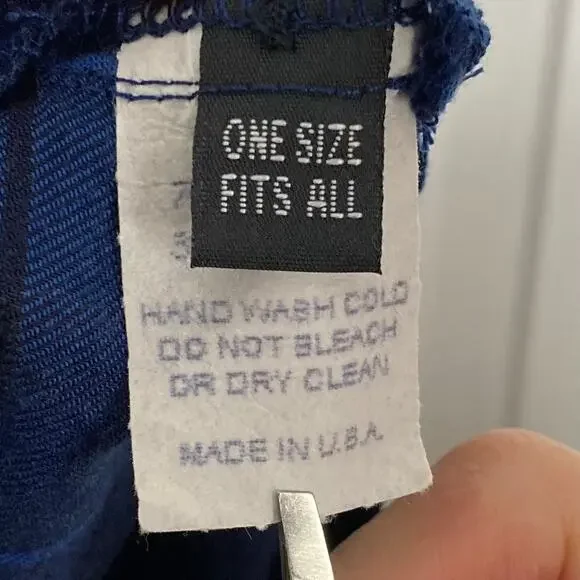 ONE SIZE
FITS ALL
HAND WASH COLD
DO NOT BLEACH
OR DRY CLEAN
MADE IN U.S.A.